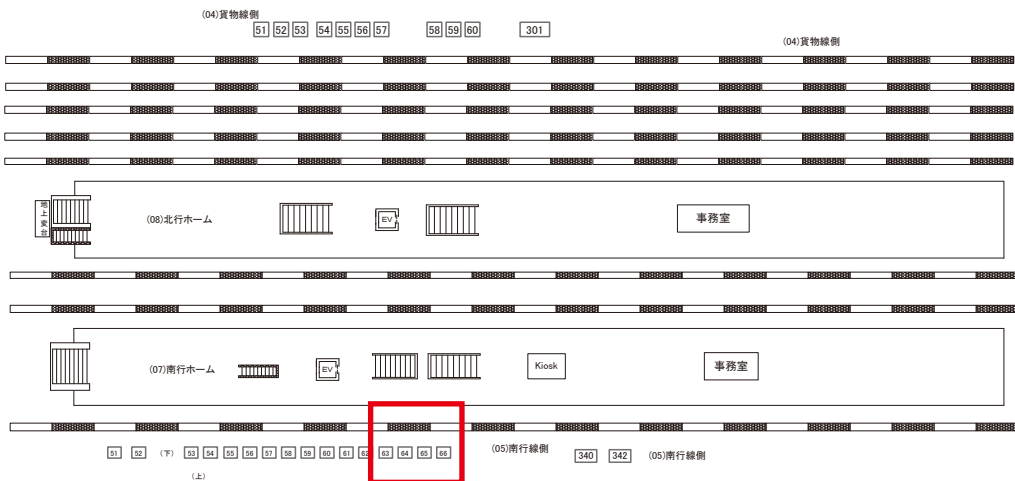 (04)貨物線側
51 52 53 54 55 56 57 58 59 60 301
(04)貨物線側
地上変台
(08)北行ホーム
EV
事務室
(07)南行ホーム
EV
Kiosk
事務室
51 52 (下) 53 54 55 56 57 58 59 60 61 62 63 64 65 66
(05)南行線側
340 342
(05)南行線側
(上)